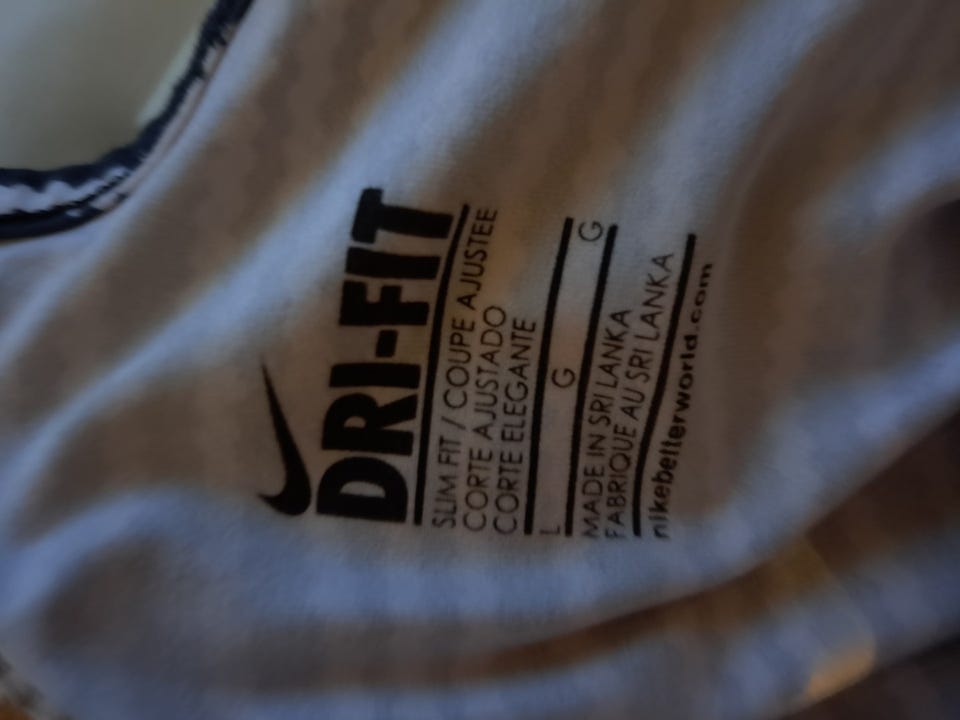 DRI-FIT
SLIM FIT / COUPE AJUSTEE
CORTE AJUSTADO
CORTE ELEGANTE
L G G
MADE IN SRI LANKA
FABRIQUE AU SRI LANKA
nikebetterworld.com